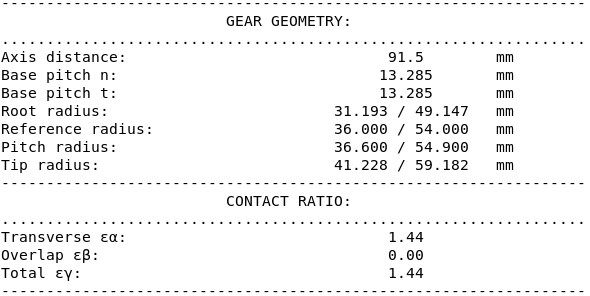 -----------------------------------------------------------------
GEAR GEOMETRY:
.................................................................
Axis distance: 91.5 mm
Base pitch n: 13.285 mm
Base pitch t: 13.285 mm
Root radius: 31.193 / 49.147 mm
Reference radius: 36.000 / 54.000 mm
Pitch radius: 36.600 / 54.900 mm
Tip radius: 41.228 / 59.182 mm
-----------------------------------------------------------------
CONTACT RATIO:
.................................................................
Transverse εα: 1.44
Overlap εβ: 0.00
Total εγ: 1.44
-----------------------------------------------------------------